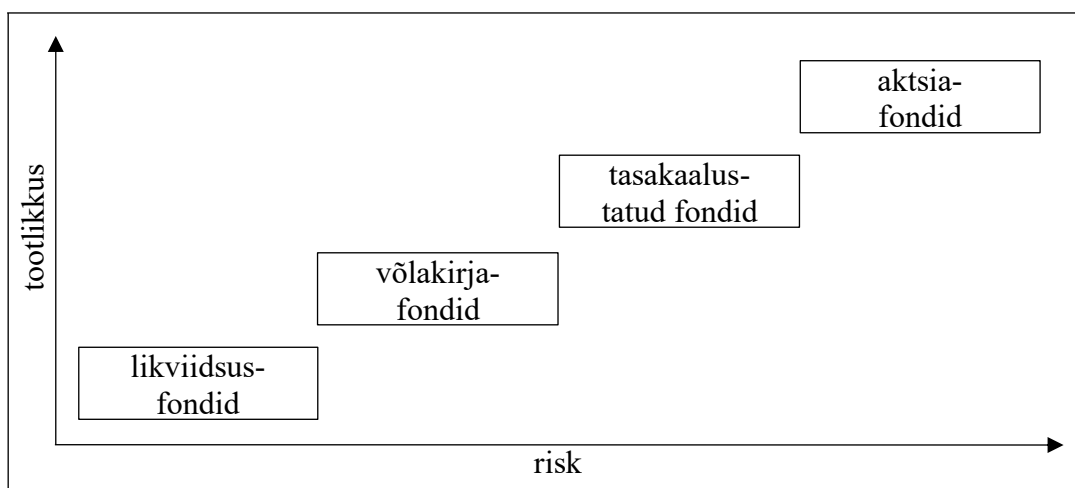 aktsia-
fondid
tasakaalus-
tatud fondid
võlakirja-
fondid
likviidsus-
fondid
tootlikkus
risk